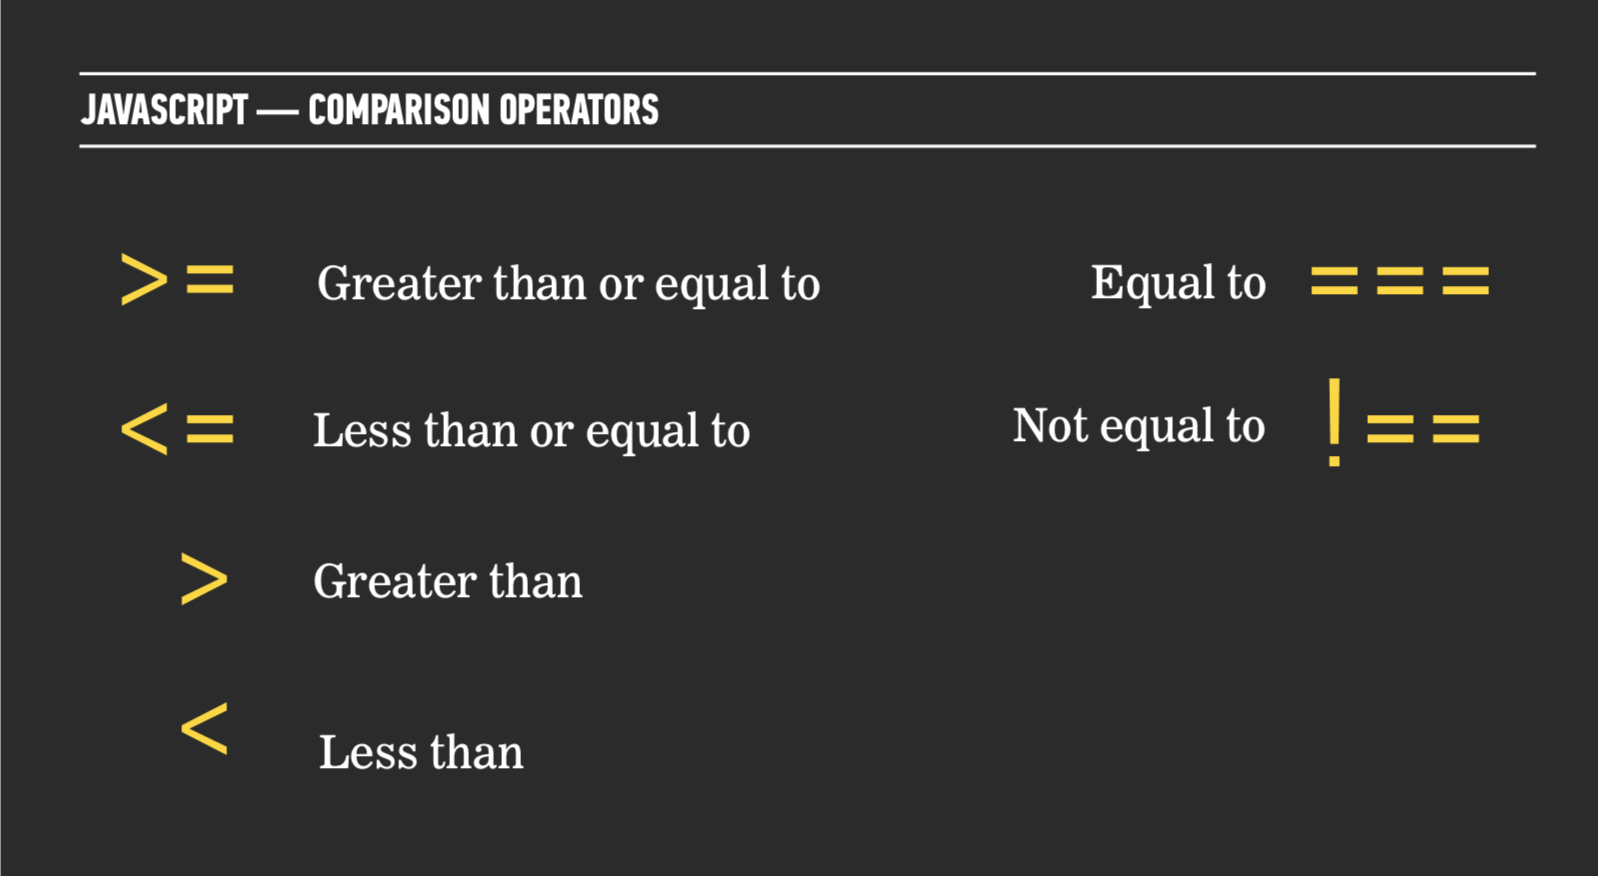 JAVASCRIPT — COMPARISON OPERATORS
>= Greater than or equal to
<= Less than or equal to
> Greater than
< Less than
Equal to ===
Not equal to !==